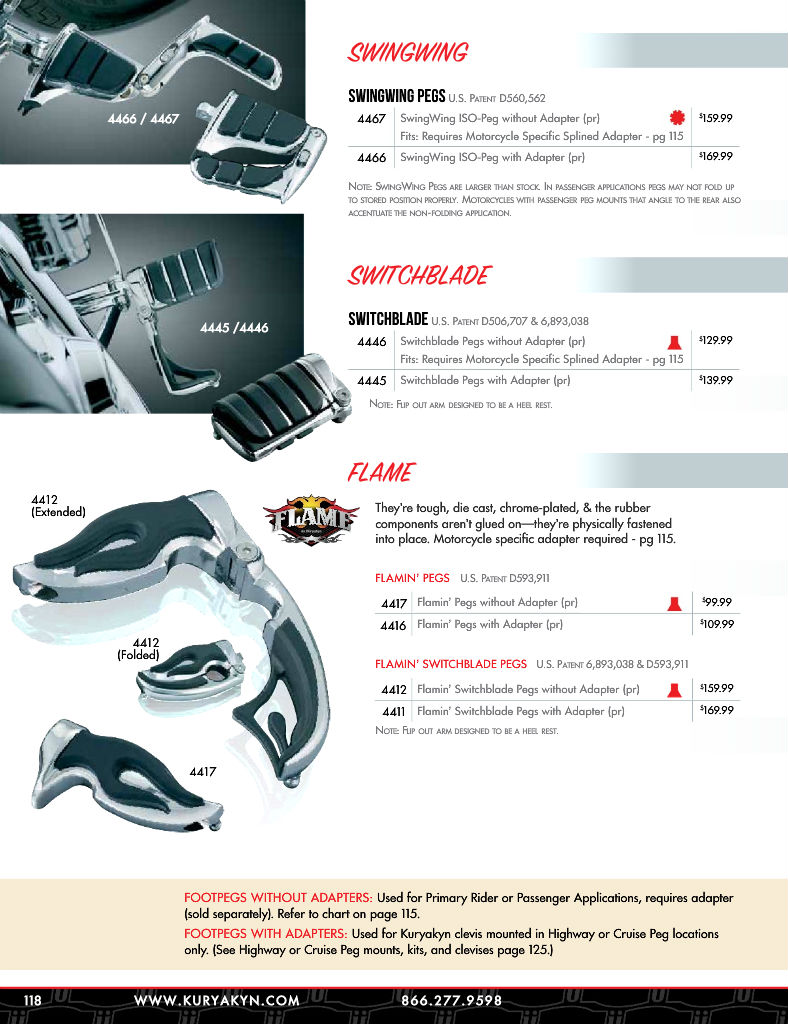 SWINGWING
SWINGWING PEGS U.S. PATENT D560,562
4467 SwingWing ISO-Peg without Adapter (pr) $159.99
Fits: Requires Motorcycle Specific Splined Adapter - pg 115
4466 SwingWing ISO-Peg with Adapter (pr) $169.99
NOTE: SWINGWING PEGS ARE LARGER THAN STOCK. IN PASSENGER APPLICATIONS PEGS MAY NOT FOLD UP
TO STORED POSITION PROPERLY. MOTORCYCLES WITH PASSENGER PEG MOUNTS THAT ANGLE TO THE REAR ALSO
ACCENTUATE THE NON-FOLDING APPLICATION.
4466 / 4467
SWITCHBLADE
SWITCHBLADE U.S. PATENT D506,707 & 6,893,038
4446 Switchblade Pegs without Adapter (pr) $129.99
Fits: Requires Motorcycle Specific Splined Adapter - pg 115
4445 Switchblade Pegs with Adapter (pr) $139.99
NOTE: FLIP OUT ARM DESIGNED TO BE A HEEL REST.
4445 /4446
FLAME
4412
(Extended)
FLAME
They're tough, die cast, chrome-plated, & the rubber
components aren't glued on—they're physically fastened
into place. Motorcycle specific adapter required - pg 115.
FLAMIN' PEGS U.S. PATENT D593,911
4417 Flamin' Pegs without Adapter (pr) $99.99
4416 Flamin' Pegs with Adapter (pr) $109.99
4412
(Folded)
FLAMIN' SWITCHBLADE PEGS U.S. PATENT 6,893,038 & D593,911
4412 Flamin' Switchblade Pegs without Adapter (pr) $159.99
4411 Flamin' Switchblade Pegs with Adapter (pr) $169.99
NOTE: FLIP OUT ARM DESIGNED TO BE A HEEL REST.
4417
FOOTPEGS WITHOUT ADAPTERS: Used for Primary Rider or Passenger Applications, requires adapter
(sold separately). Refer to chart on page 115.
FOOTPEGS WITH ADAPTERS: Used for Kuryakyn clevis mounted in Highway or Cruise Peg locations
only. (See Highway or Cruise Peg mounts, kits, and clevises page 125.)
118 WWW.KURYAKYN.COM 866.277.9598